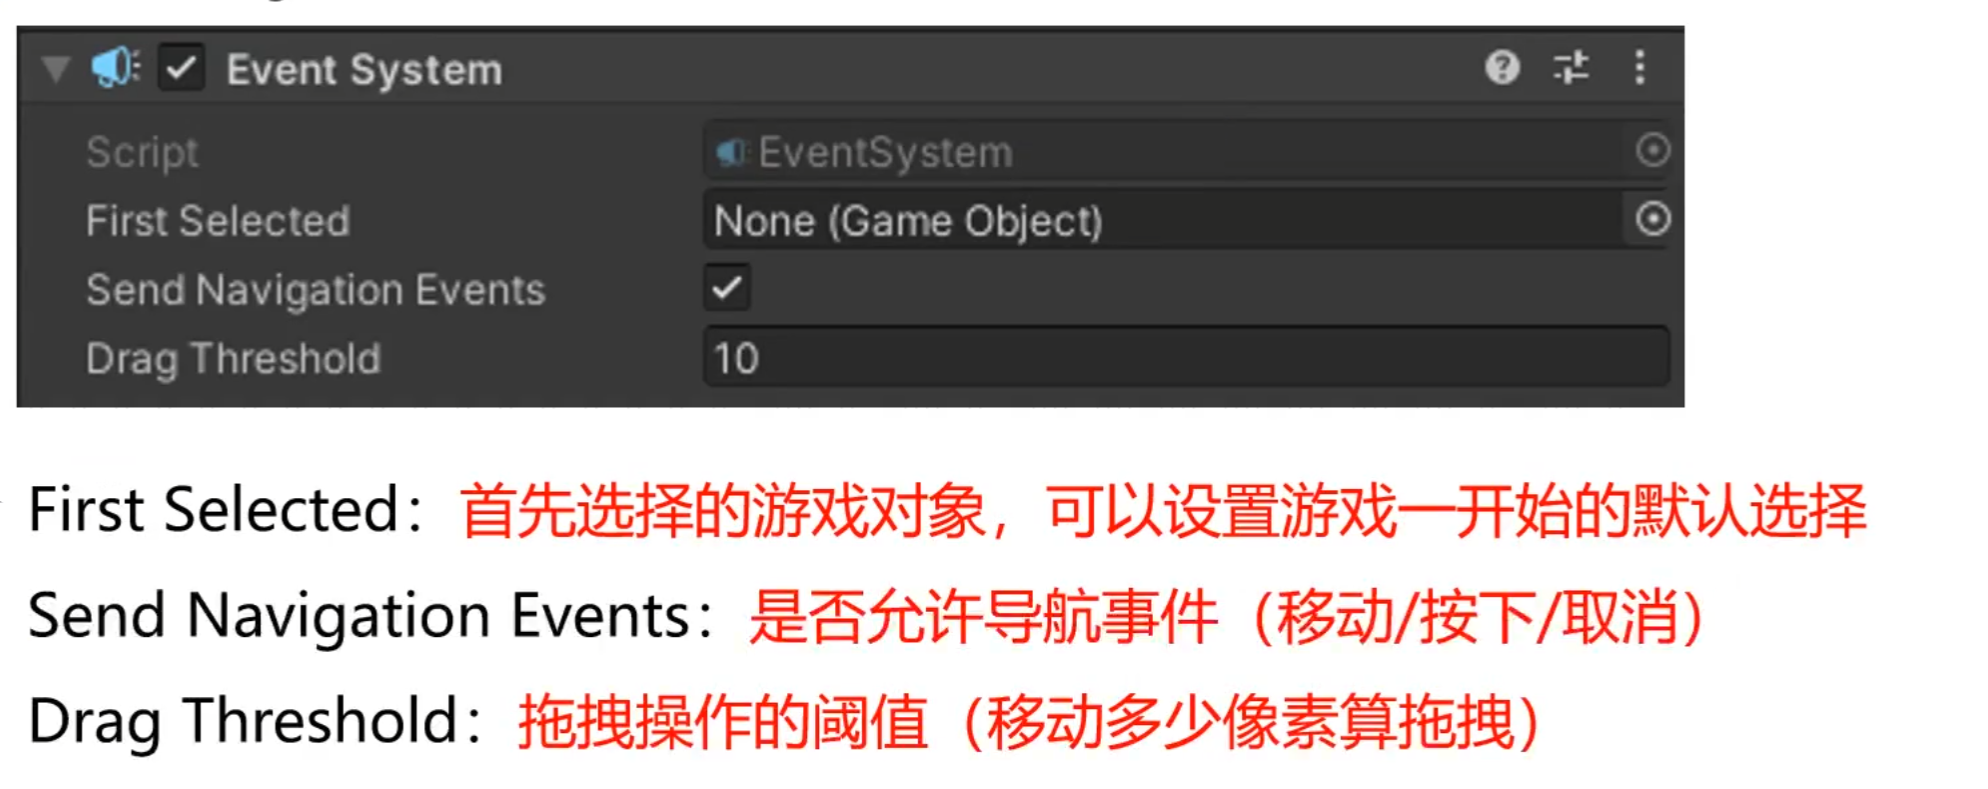 Event System
Script EventSystem
First Selected None (Game Object)
Send Navigation Events
Drag Threshold 10
First Selected：首先选择的游戏对象，可以设置游戏一开始的默认选择
Send Navigation Events：是否允许导航事件（移动/按下/取消）
Drag Threshold：拖拽操作的阈值（移动多少像素算拖拽）